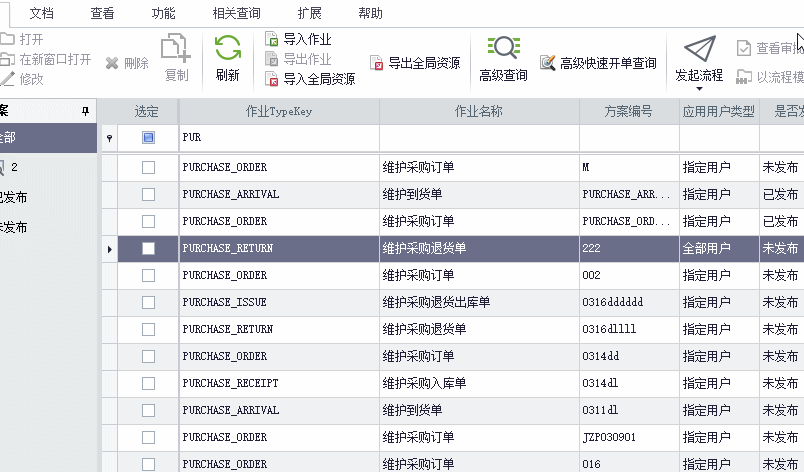 文档 查看 功能 相关查询 扩展 帮助
打开 导入作业
在新窗口打开 删除 导出作业 导出全局资源 高级快速开单查询 查看审
修改 复制 刷新 导入全局资源 高级查询 发起流程 以流程模
案 选定 作业TypeKey 作业名称 方案编号 应用用户类型 是否发
全部 PUR
2 PURCHASE_ORDER 维护采购订单 M 指定用户 未发布
已发布 PURCHASE_ARRIVAL 维护到货单 PURCHASE_ARR... 指定用户 已发布
未发布 PURCHASE_ORDER 维护采购订单 PURCHASE_ORD... 指定用户 已发布
PURCHASE_RETURN 维护采购退货单 222 全部用户 未发布
PURCHASE_ORDER 维护采购订单 002 指定用户 未发布
PURCHASE_ISSUE 维护采购退货出库单 0316dddddd 指定用户 未发布
PURCHASE_RETURN 维护采购退货单 0316dllll 指定用户 未发布
PURCHASE_ORDER 维护采购订单 0314dd 指定用户 未发布
PURCHASE_RECEIPT 维护采购入库单 0314dl 指定用户 未发布
PURCHASE_ARRIVAL 维护到货单 0311dl 指定用户 未发布
PURCHASE_ORDER 维护采购订单 JZP030901 指定用户 未发布
PURCHASE_ORDER 维护采购订单 016 指定用户 未发布